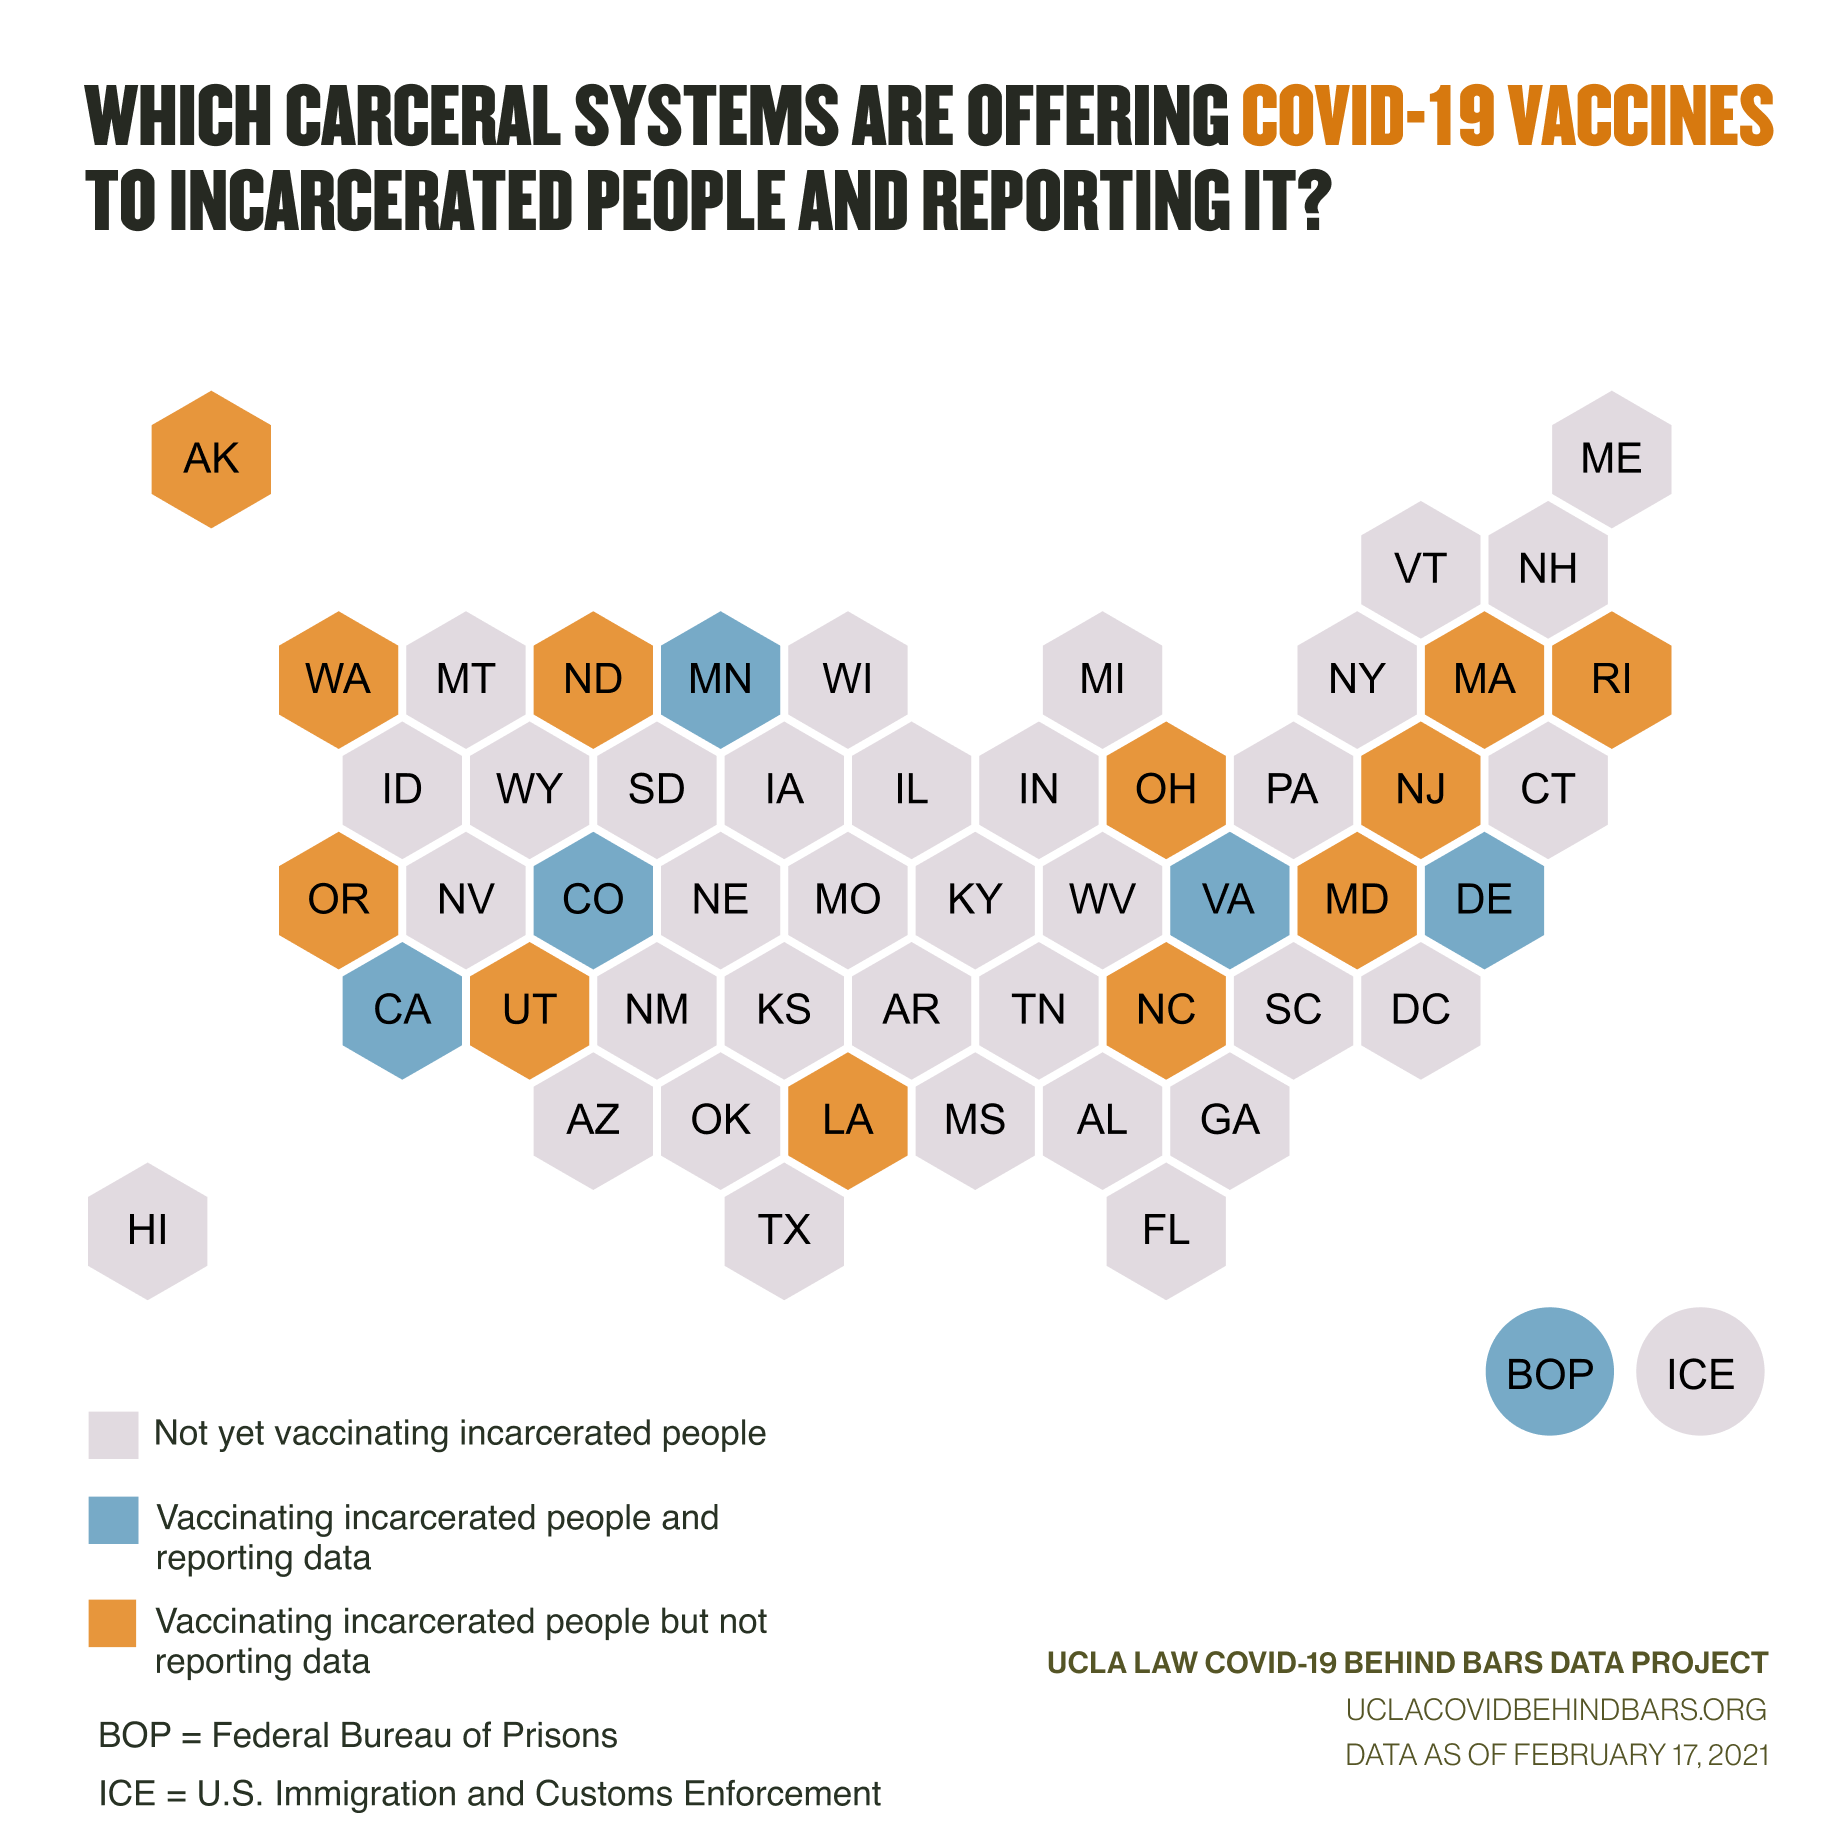 WHICH CARCERAL SYSTEMS ARE OFFERING COVID-19 VACCINES
TO INCARCERATED PEOPLE AND REPORTING IT?
AK
ME
VT
NH
WA
MT
ND
MN
WI
MI
NY
MA
RI
ID
WY
SD
IA
IL
IN
OH
PA
NJ
CT
OR
NV
CO
NE
MO
KY
WV
VA
MD
DE
CA
UT
NM
KS
AR
TN
NC
SC
DC
AZ
OK
LA
MS
AL
GA
HI
TX
FL
BOP
ICE
Not yet vaccinating incarcerated people
Vaccinating incarcerated people and
reporting data
Vaccinating incarcerated people but not
reporting data
BOP = Federal Bureau of Prisons
ICE = U.S. Immigration and Customs Enforcement
UCLA LAW COVID-19 BEHIND BARS DATA PROJECT
UCLACOVIDBEHINDBARS.ORG
DATA AS OF FEBRUARY 17, 2021